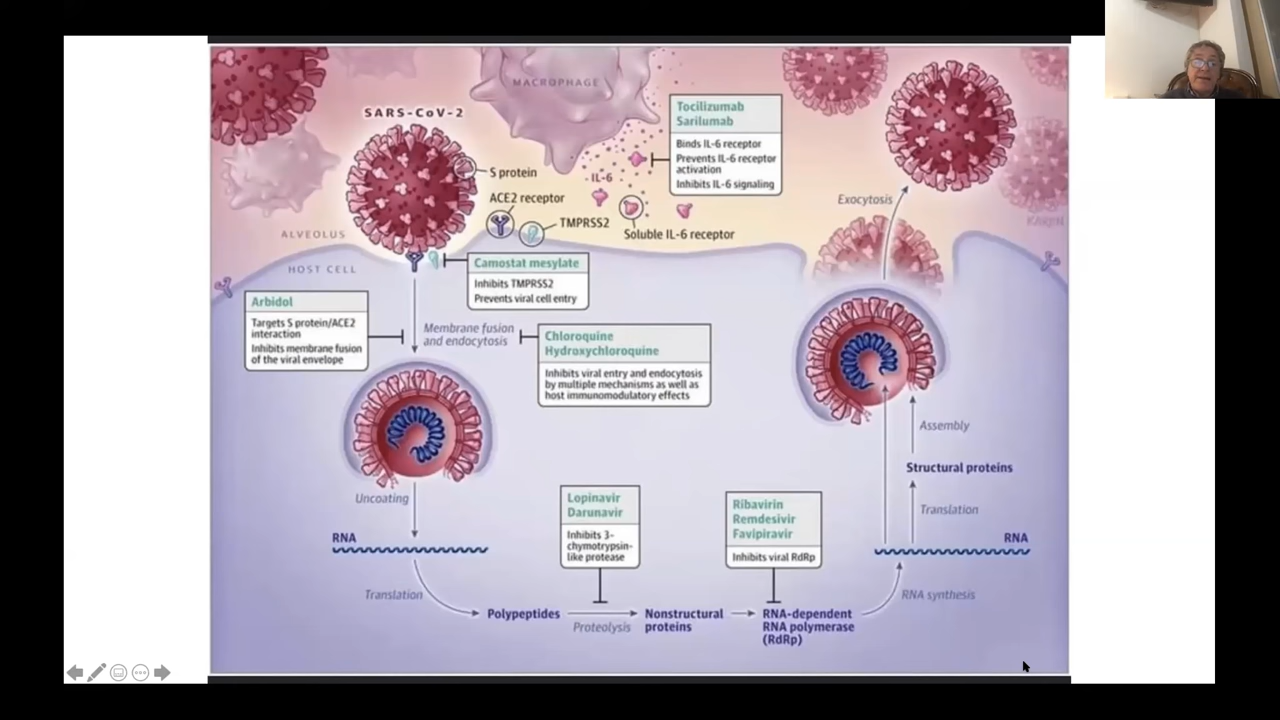 MACROPHAGE
SARS-CoV-2
S protein
ACE2 receptor
TMPRSS2
IL-6
Soluble IL-6 receptor
Tocilizumab
Sarilumab
Binds IL-6 receptor
Prevents IL-6 receptor
activation
Inhibits IL-6 signaling
Exocytosis
ALVEOLUS
HOST CELL
Camostat mesylate
Inhibits TMPRSS2
Prevents viral cell entry
Arbidol
Targets S protein/ACE2
interaction
Inhibits membrane fusion
of the viral envelope
Membrane fusion
and endocytosis
Chloroquine
Hydroxychloroquine
Inhibits viral entry and endocytosis
by multiple mechanisms as well as
host immunomodulatory effects
Uncoating
RNA
Translation
Polypeptides
Lopinavir
Darunavir
Inhibits 3-
chymotrypsin-
like protease
Proteolysis
Nonstructural
proteins
Ribavirin
Remdesivir
Favipiravir
Inhibits viral RdRp
RNA-dependent
RNA polymerase
(RdRp)
RNA synthesis
RNA
Translation
Structural proteins
Assembly